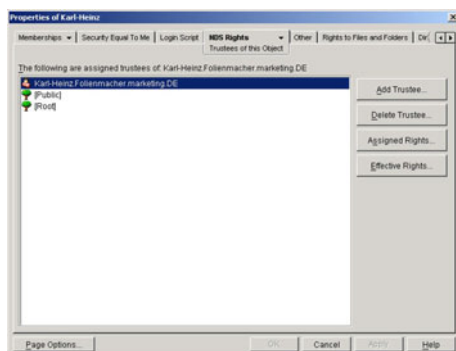 Properties of Karl-Heinz
Memberships Security Equal To Me Login Script NDS Rights Other Rights to Files and Folders Dir
Trustees of this Object
The following are assigned trustees of: Karl-Heinz.Folienmacher.marketing.DE
Karl-Heinz.Folienmacher.marketing.DE
[Public]
[Root]
Add Trustee...
Delete Trustee...
Assigned Rights...
Effective Rights...
Page Options... OK Cancel Apply Help